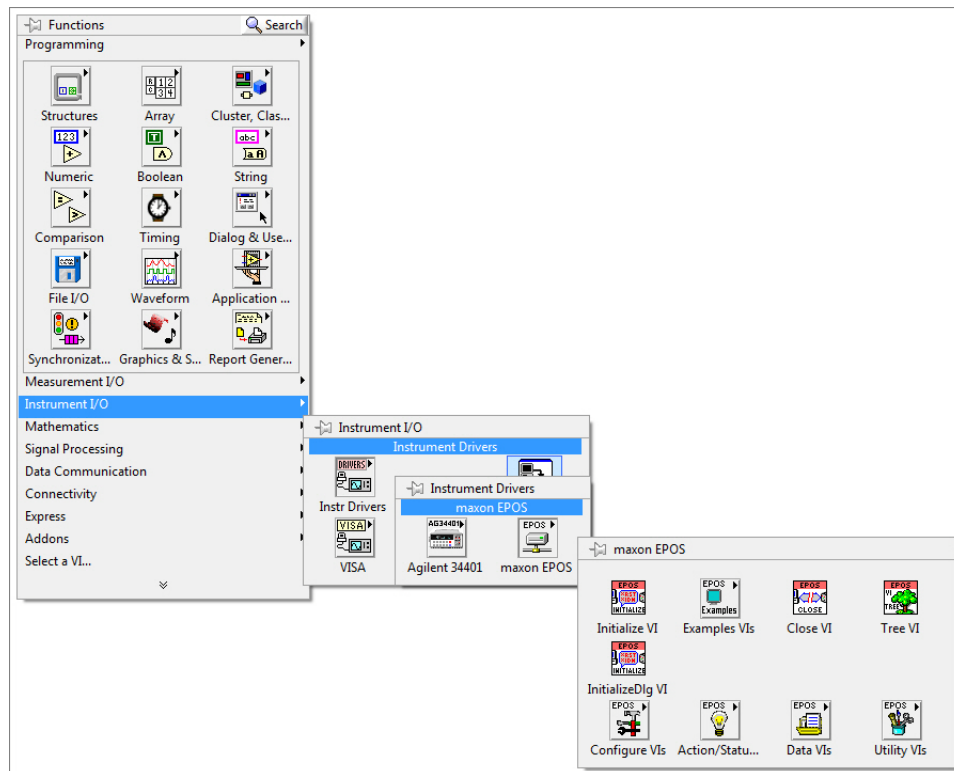 Functions
Search
Programming
Structures
Array
Cluster, Clas...
Numeric
Boolean
String
Comparison
Timing
Dialog & Use...
File I/O
Waveform
Application ...
Synchronizat...
Graphics & S...
Report Gener...
Measurement I/O
Instrument I/O
Mathematics
Signal Processing
Data Communication
Connectivity
Express
Addons
Select a VI...
Instrument I/O
Instrument Drivers
DRIVERS
Instr Drivers
VISA
VISA
Instrument Drivers
maxon EPOS
AG34401
EPOS
Agilent 34401
maxon EPOS
maxon EPOS
EPOS
INITIALIZE
EPOS
Examples
EPOS
CLOSE
EPOS
VI
TREE
Initialize VI
Examples VIs
Close VI
Tree VI
EPOS
INITIALIZE
InitializeDlg VI
EPOS
EPOS
EPOS
EPOS
Configure VIs
Action/Statu...
Data VIs
Utility VIs